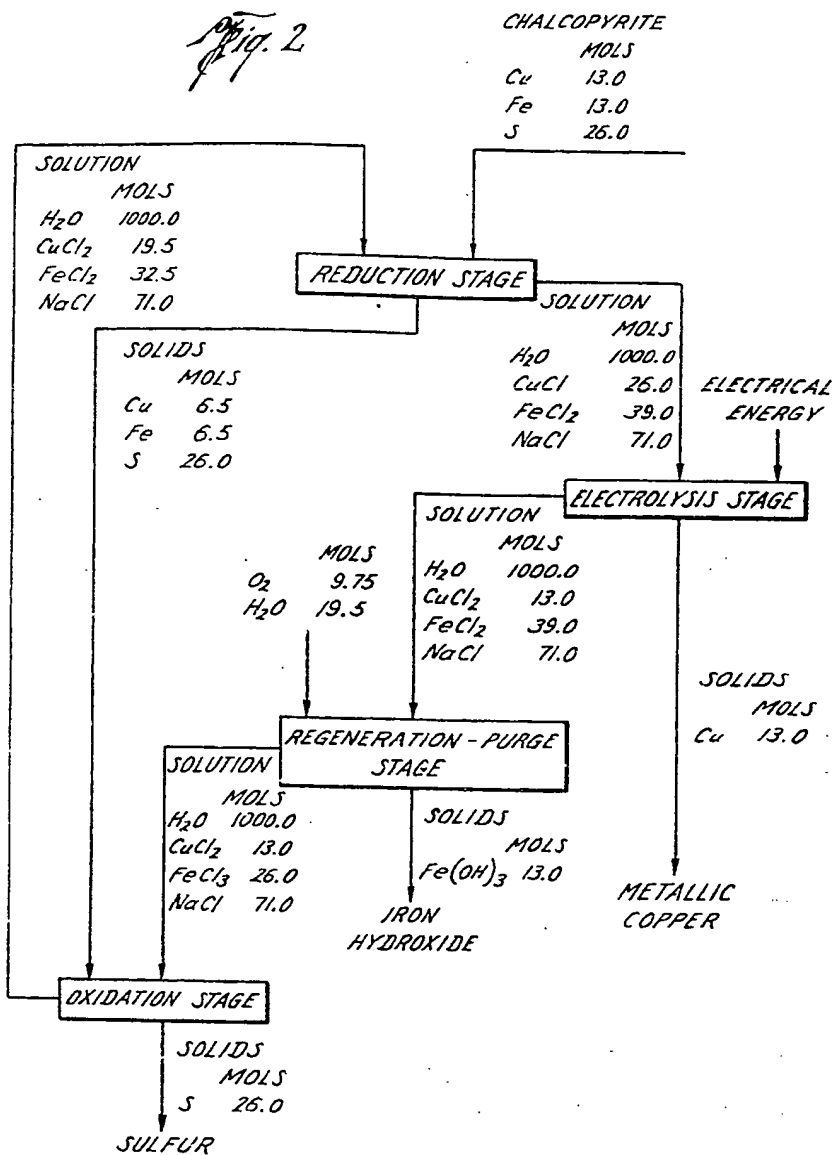 Fig. 2
CHALCOPYRITE
MOLS
Cu 13.0
Fe 13.0
S 26.0
SOLUTION
MOLS
H₂O 1000.0
CuCl₂ 19.5
FeCl₂ 32.5
NaCl 71.0
REDUCTION STAGE
SOLIDS
MOLS
Cu 6.5
Fe 6.5
S 26.0
SOLUTION
MOLS
H₂O 1000.0
CuCl 26.0
FeCl₂ 39.0
NaCl 71.0
ELECTRICAL
ENERGY
ELECTROLYSIS STAGE
SOLUTION
MOLS
H₂O 1000.0
CuCl₂ 13.0
FeCl₂ 39.0
NaCl 71.0
MOLS
O₂ 9.75
H₂O 19.5
SOLIDS
MOLS
Cu 13.0
METALLIC
COPPER
REGENERATION - PURGE
STAGE
SOLUTION
MOLS
H₂O 1000.0
CuCl₂ 13.0
FeCl₃ 26.0
NaCl 71.0
SOLIDS
MOLS
Fe(OH)₃ 13.0
IRON
HYDROXIDE
OXIDATION STAGE
SOLIDS
MOLS
S 26.0
SULFUR